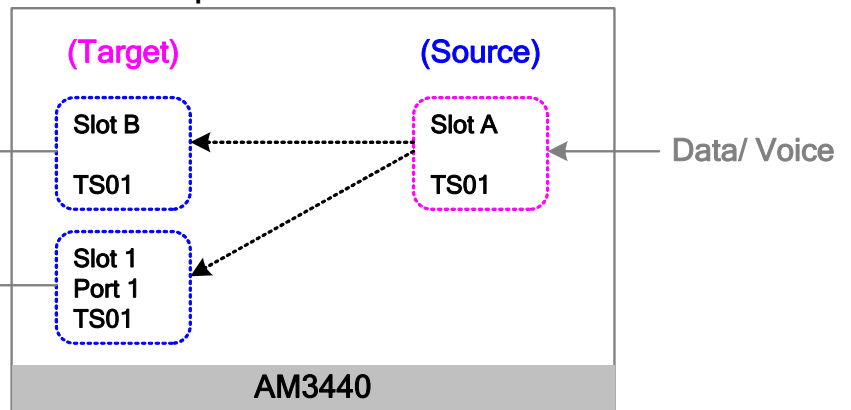 (Target)
(Source)
Slot B
TS01
Slot A
TS01
Data/ Voice
Slot 1
Port 1
TS01
AM3440